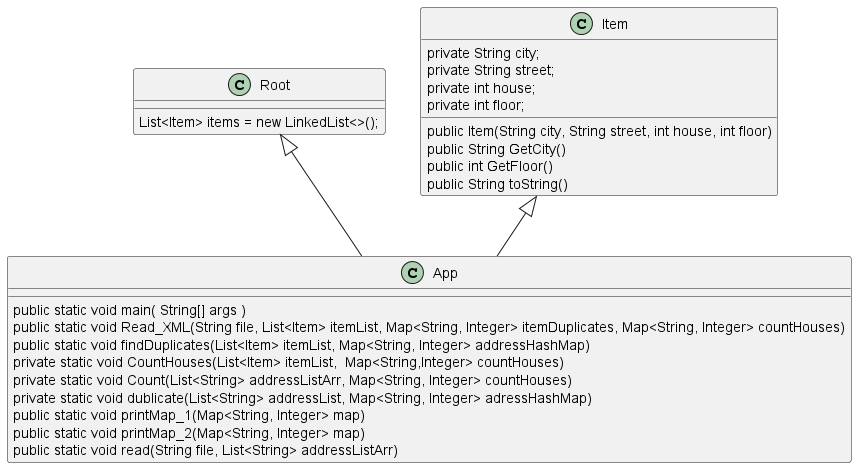 C Root
List<Item> items = new LinkedList<>();
C Item
private String city;
private String street;
private int house;
private int floor;
public Item(String city, String street, int house, int floor)
public String GetCity()
public int GetFloor()
public String toString()
C App
public static void main( String[] args )
public static void Read_XML(String file, List<Item> itemList, Map<String, Integer> itemDuplicates, Map<String, Integer> countHouses)
public static void findDuplicates(List<Item> itemList, Map<String, Integer> addressHashMap)
private static void CountHouses(List<Item> itemList,  Map<String,Integer> countHouses)
private static void Count(List<String> addressListArr, Map<String, Integer> countHouses)
private static void dublicate(List<String> addressList, Map<String, Integer> adressHashMap)
public static void printMap_1(Map<String, Integer> map)
public static void printMap_2(Map<String, Integer> map)
public static void read(String file, List<String> addressListArr)